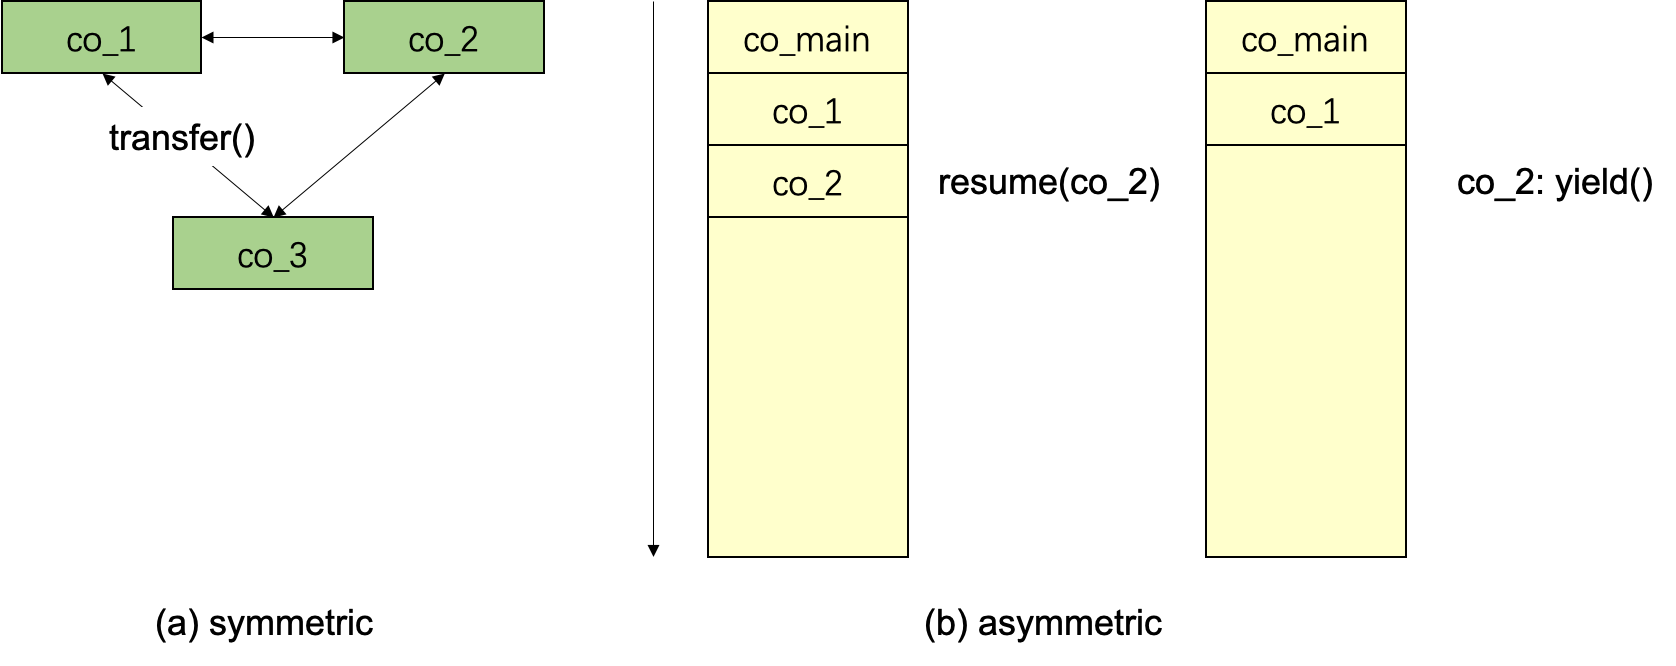 co_1
co_2
transfer()
co_3
(a) symmetric
co_main
co_1
co_2
resume(co_2)
co_main
co_1
co_2: yield()
(b) asymmetric